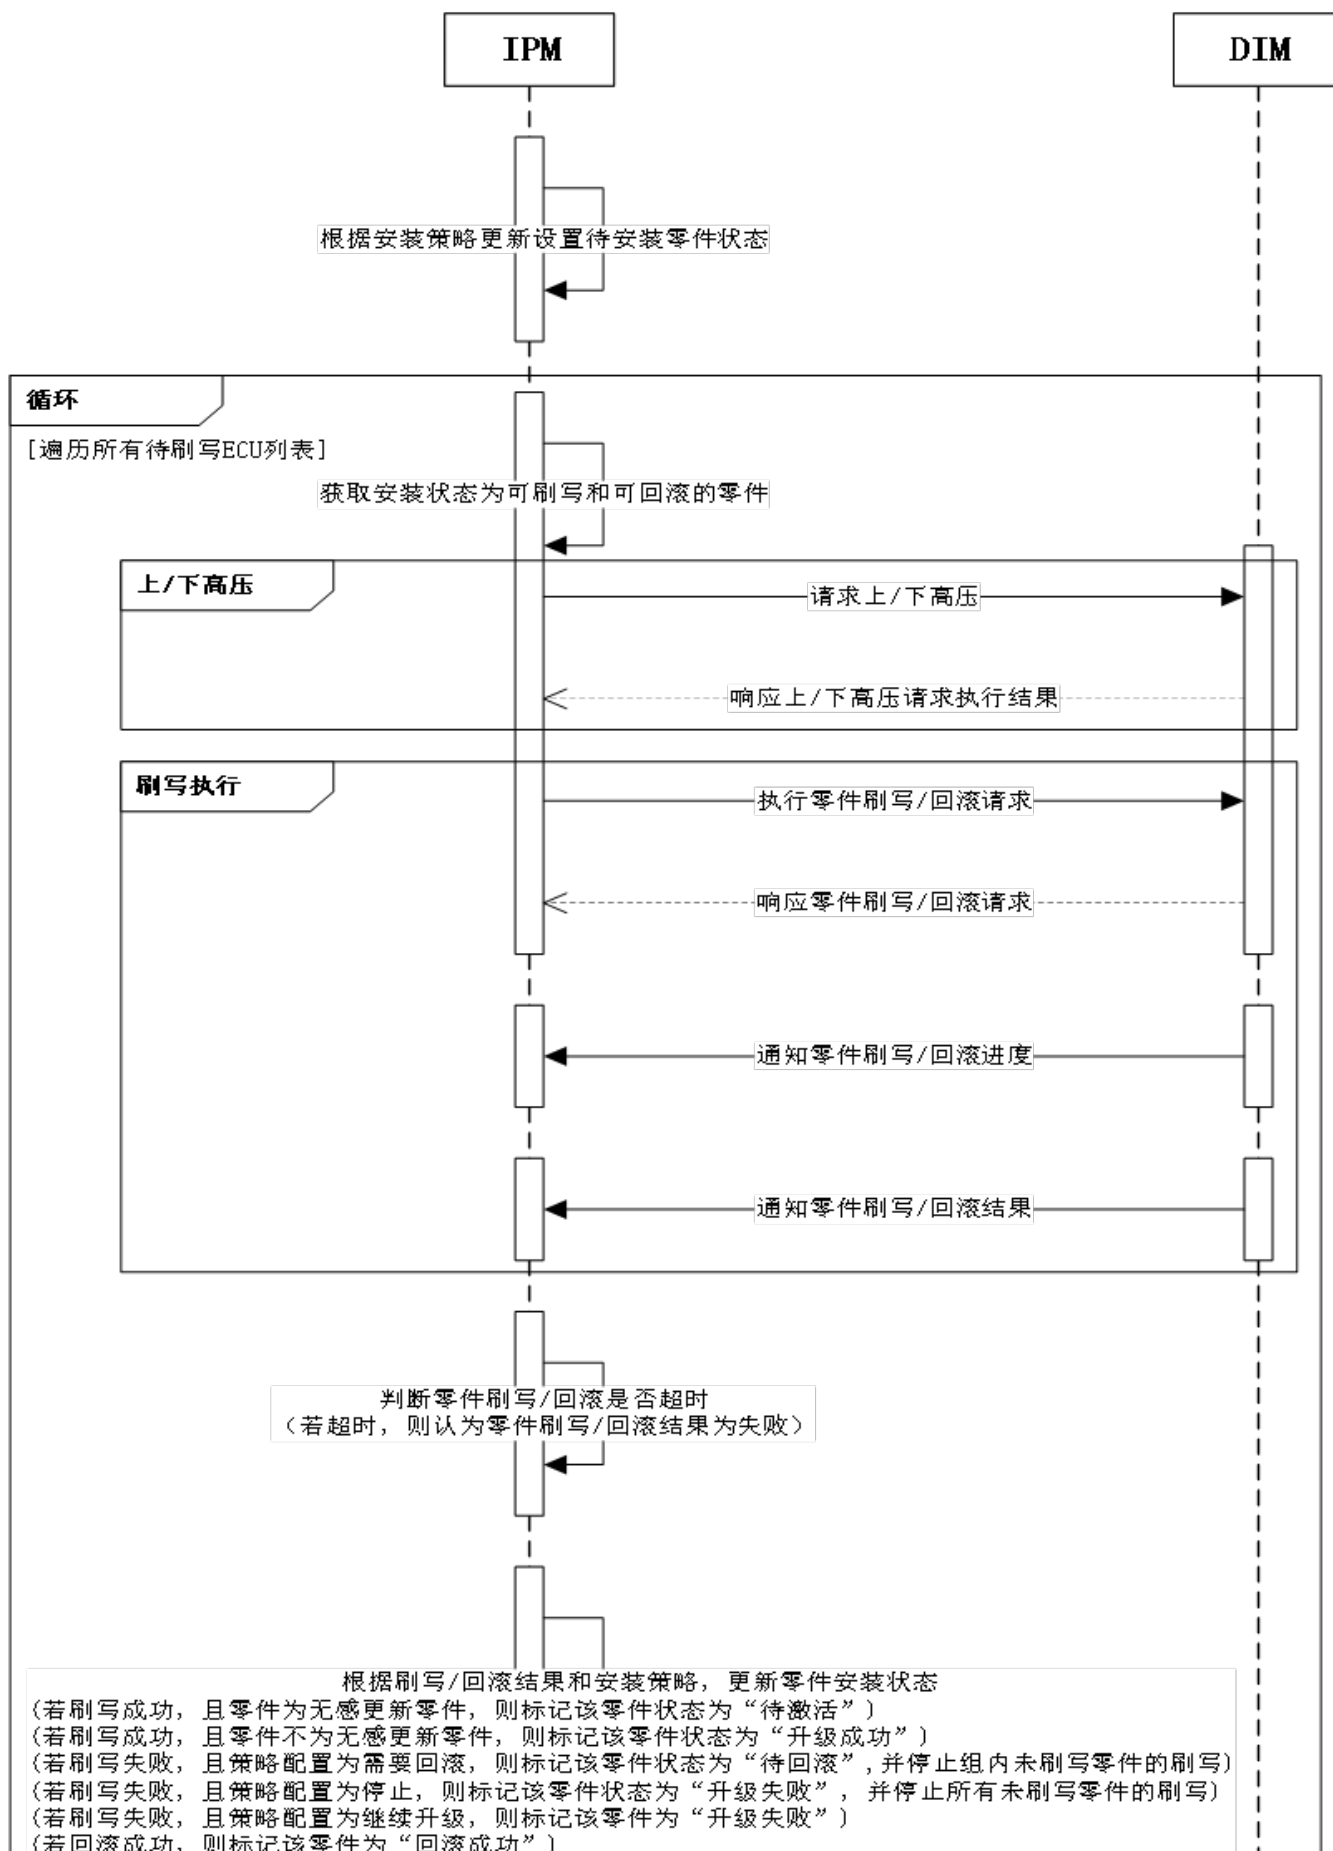 IPM
DIM
根据安装策略更新设置待安装零件状态
循环
[遍历所有待刷写ECU列表]
获取安装状态为可刷写和可回滚的零件
上/下高压
请求上/下高压
响应上/下高压请求执行结果
刷写执行
执行零件刷写/回滚请求
响应零件刷写/回滚请求
通知零件刷写/回滚进度
通知零件刷写/回滚结果
判断零件刷写/回滚是否超时
（若超时，则认为零件刷写/回滚结果为失败）
根据刷写/回滚结果和安装策略，更新零件安装状态
（若刷写成功，且零件为无感更新零件，则标记该零件状态为“待激活”）
（若刷写成功，且零件不为无感更新零件，则标记该零件状态为“升级成功”）
（若刷写失败，且策略配置为需要回滚，则标记该零件状态为“待回滚”,并停止组内未刷写零件的刷写）
（若刷写失败，且策略配置为停止，则标记该零件状态为“升级失败”，并停止所有未刷写零件的刷写）
（若刷写失败，且策略配置为继续升级，则标记该零件为“升级失败”）
（若回滚成功，则标记该零件为“回滚成功”）